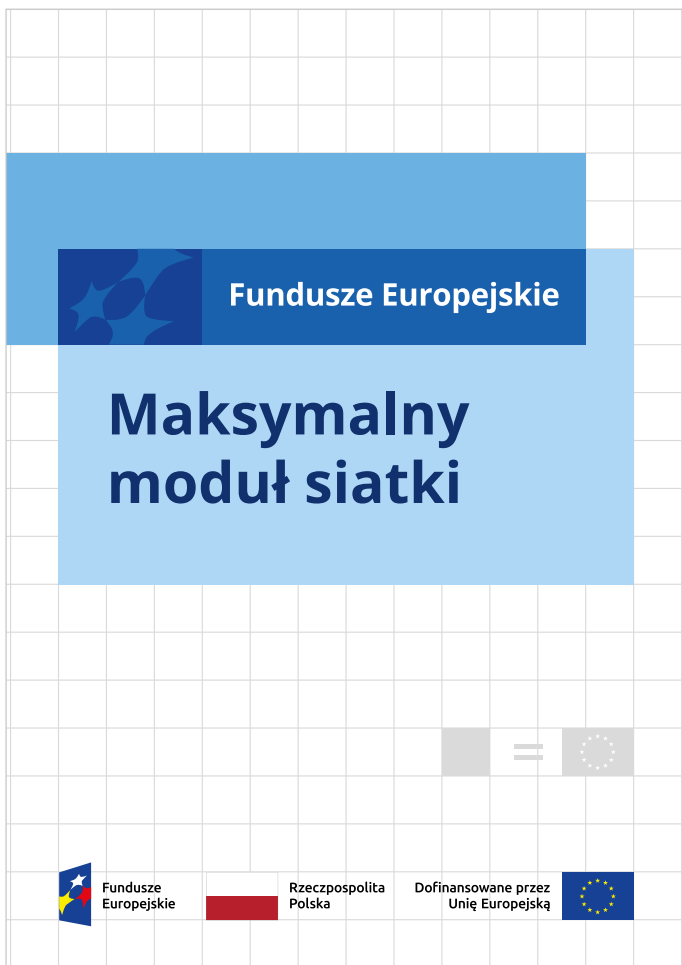 Fundusze Europejskie
Maksymalny
moduł siatki
=
Fundusze
Europejskie
Rzeczpospolita
Polska
Dofinansowane przez
Unię Europejską